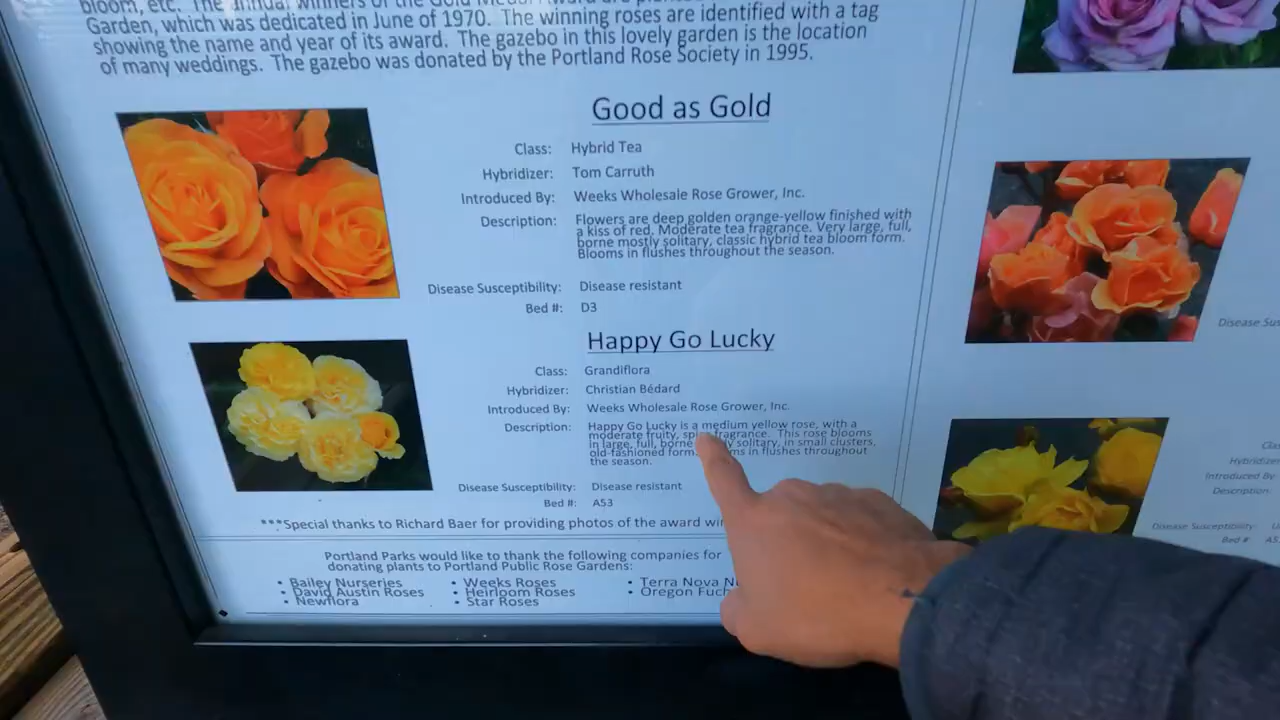 Garden, which was dedicated in June of 1970. The winning roses are identified with a tag
showing the name and year of its award. The gazebo in this lovely garden is the location
of many weddings. The gazebo was donated by the Portland Rose Society in 1995.
Good as Gold
Class: Hybrid Tea
Hybridizer: Tom Carruth
Introduced By: Weeks Wholesale Rose Grower, Inc.
Description: Flowers are deep golden orange-yellow finished with
a kiss of red. Moderate tea fragrance. Very large, full,
borne mostly solitary, classic hybrid tea bloom form.
Blooms in flushes throughout the season.
Disease Susceptibility: Disease resistant
Bed #: D3
Happy Go Lucky
Class: Grandiflora
Hybridizer: Christian Bédard
Introduced By: Weeks Wholesale Rose Grower, Inc.
Description: Happy Go Lucky is a medium yellow rose, with a
moderate fruity, fragrance. This rose blooms
in large, full, borne solitary, in small clusters,
old-fashioned form. in flushes throughout
the season.
Disease Susceptibility: Disease resistant
Bed #: A53
***Special thanks to Richard Baer for providing photos of the award
Portland Parks would like to thank the following companies for
donating plants to Portland Public Rose Gardens:
• Bailey Nurseries
• David Austin Roses
• Newflora
• Weeks Roses
• Heirloom Roses
• Star Roses
• Terra Nova
• Oregon
Disease Sus
Hybridizer:
Introduced By:
Description:
Disease Susceptibility:
Bed #: